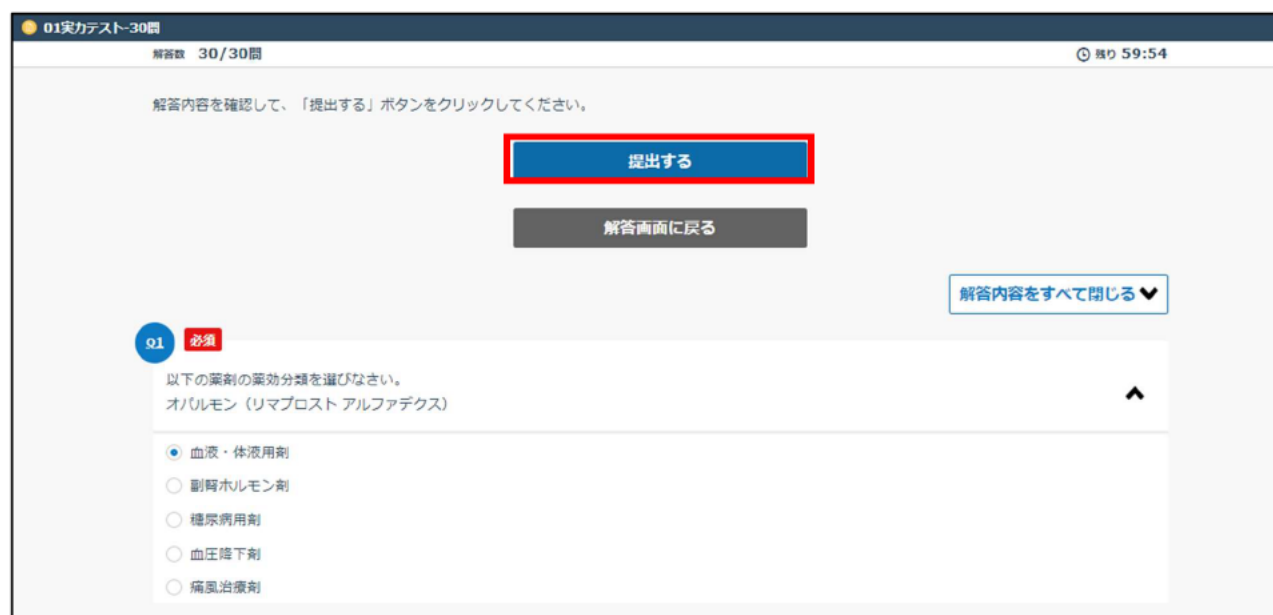 01実力テスト-30問
解答数 30/30問
残り 59:54
解答内容を確認して、「提出する」ボタンをクリックしてください。
提出する
解答画面に戻る
解答内容をすべて閉じる
Q1 必須
以下の薬剤の薬効分類を選びなさい。
オパルモン（リマプロスト アルファデクス）
血液・体液用剤
副腎ホルモン剤
糖尿病用剤
血圧降下剤
痛風治療剤